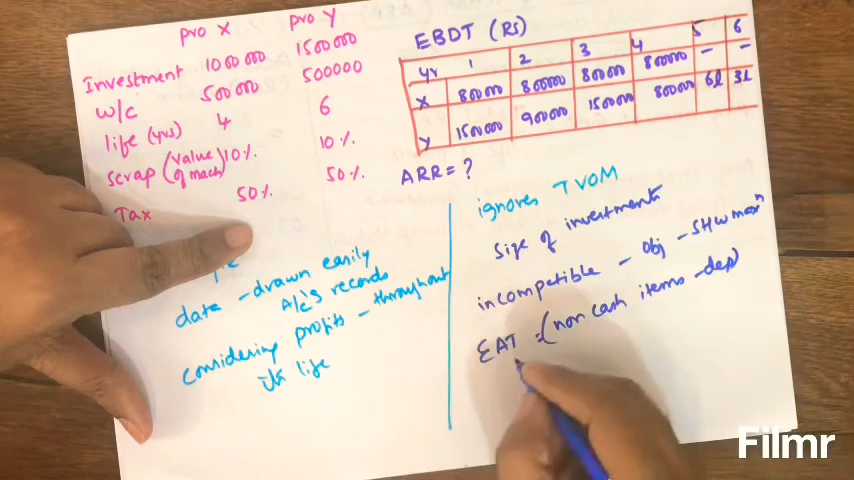 pro X pro Y
Investment 1000000 1500000
W/C 500000 500000
life (yrs) 4 6
scrap (value of mach) 10%. 10%.
Tax 50%. 50%.
EBDT (RS)
yr 1 2 3 4 5 6
X 800000 800000 800000 800000 - -
Y 1500000 900000 1500000 800000 6l 3l
ARR = ?
data - drawn easily
A/c's records
considering profits - throughout
its life
ignores TVOM
Size of investments
incompatible - obj - SHW maxn
EAT = (non cash items - dep)
Filmr